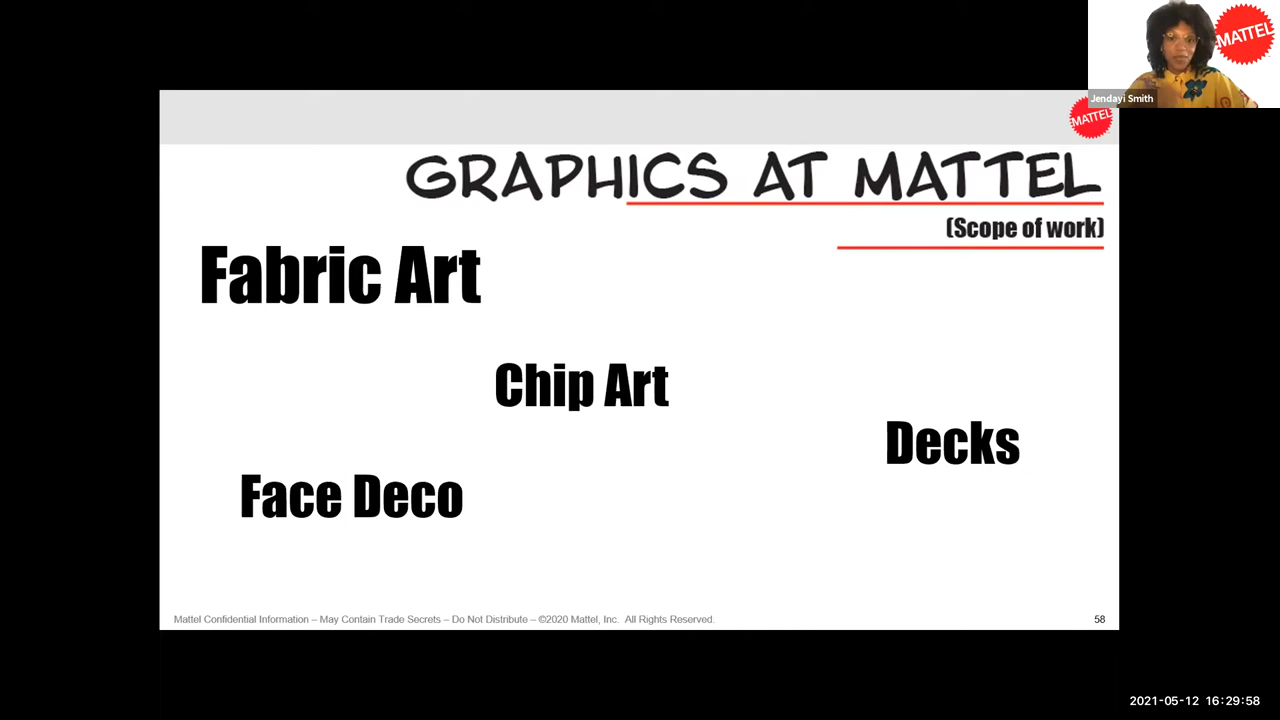 MATTEL
Jendayi Smith
MATTEL
GRAPHICS AT MATTEL
(Scope of work)
Fabric Art
Chip Art
Decks
Face Deco
Mattel Confidential Information – May Contain Trade Secrets – Do Not Distribute – ©2020 Mattel, Inc.  All Rights Reserved.
58
2021-05-12 16:29:58